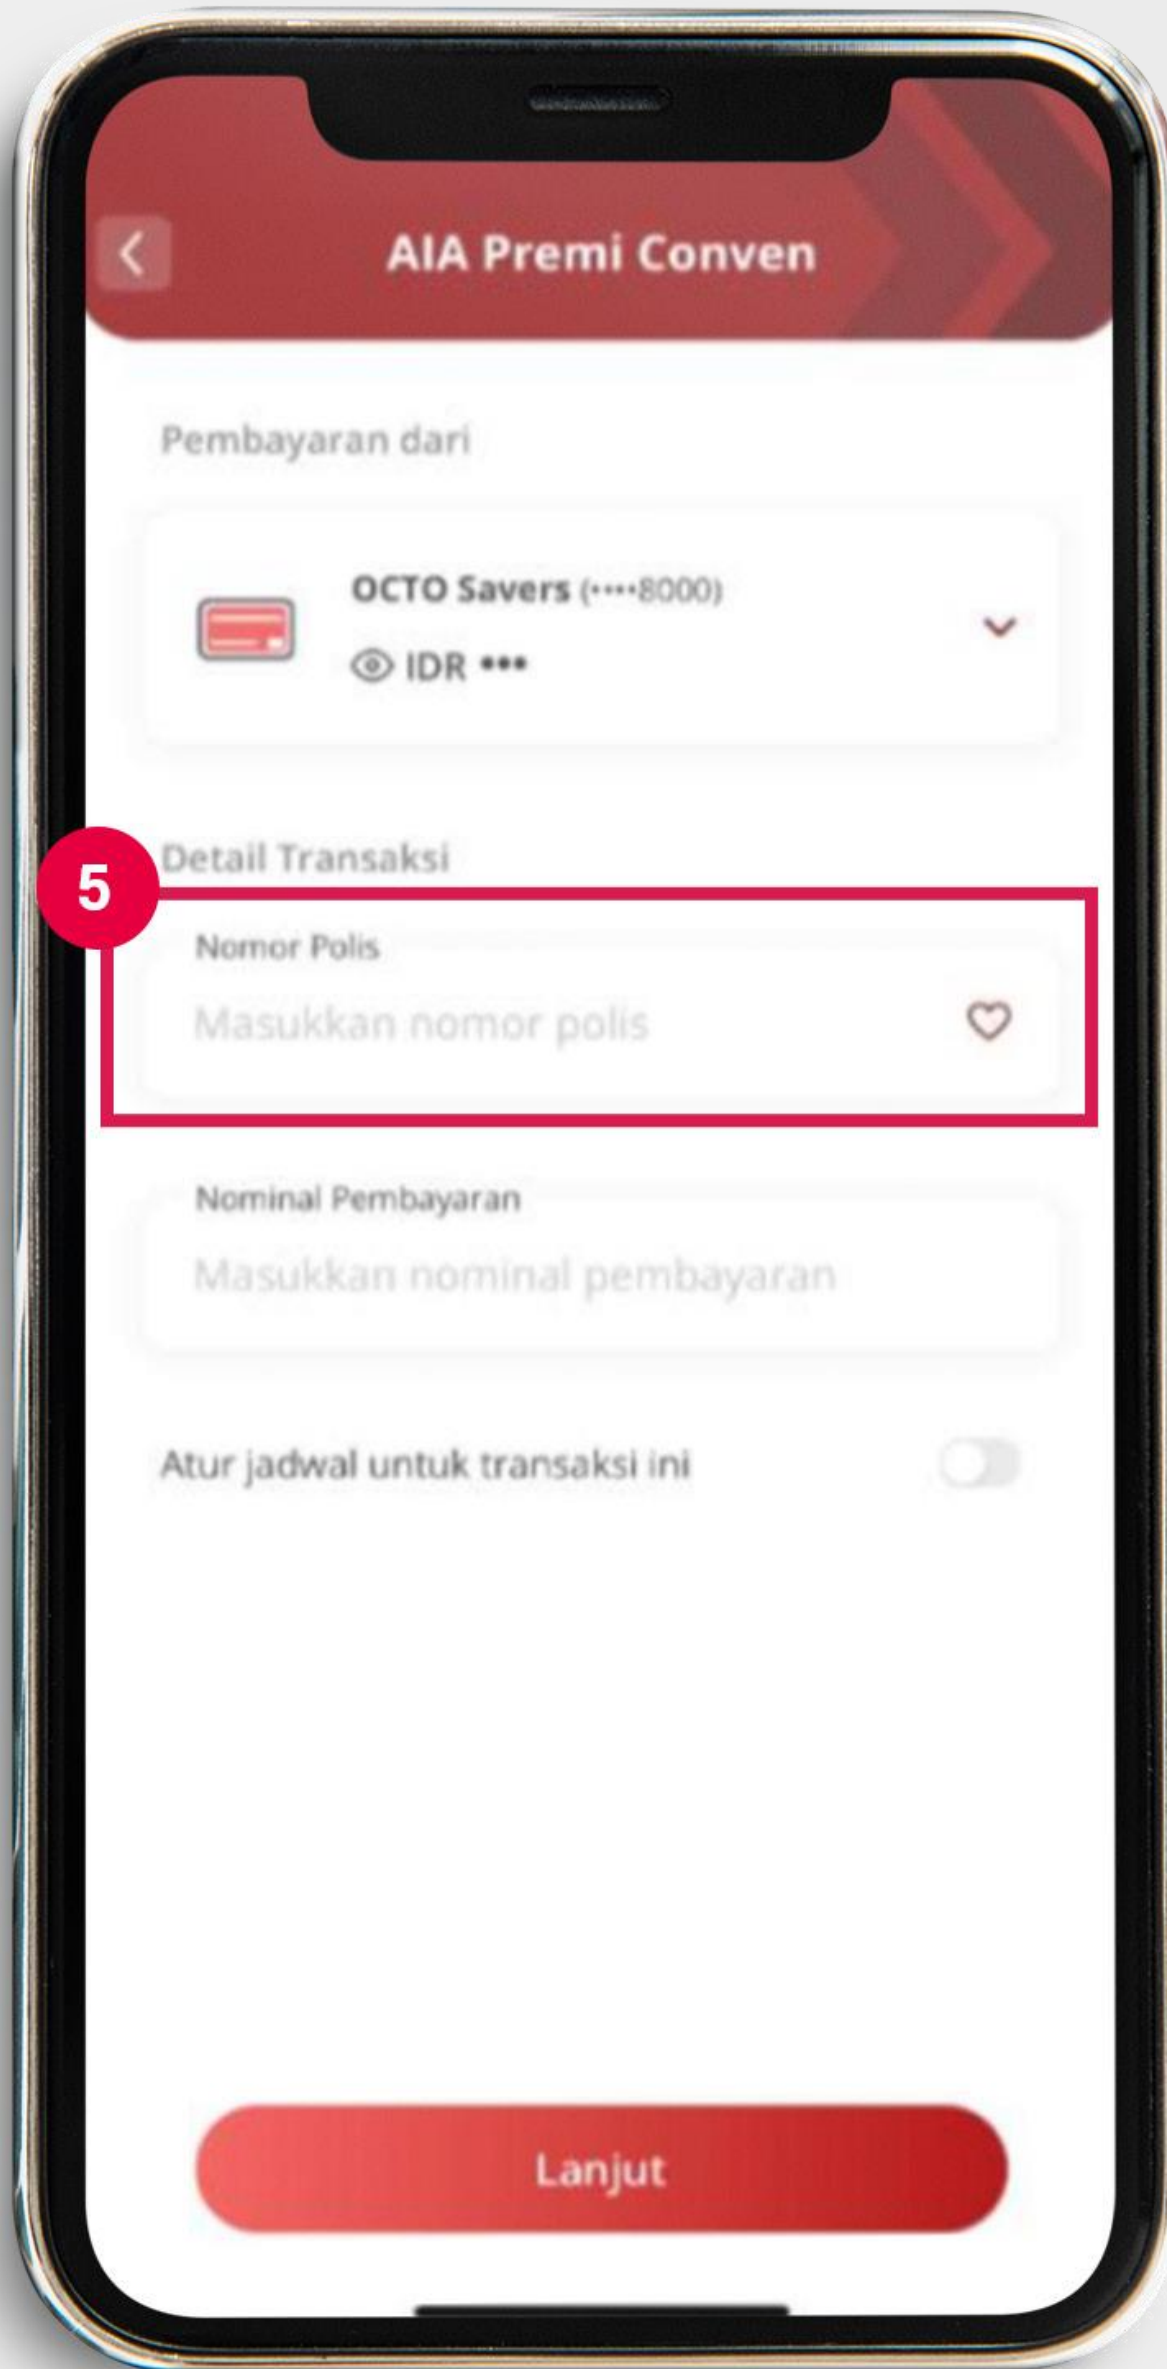 AIA Premi Conven
Pembayaran dari
OCTO Savers (····8000)
IDR •••
Detail Transaksi
5
Nomor Polis
Masukkan nomor polis
Nominal Pembayaran
Masukkan nominal pembayaran
Atur jadwal untuk transaksi ini
Lanjut